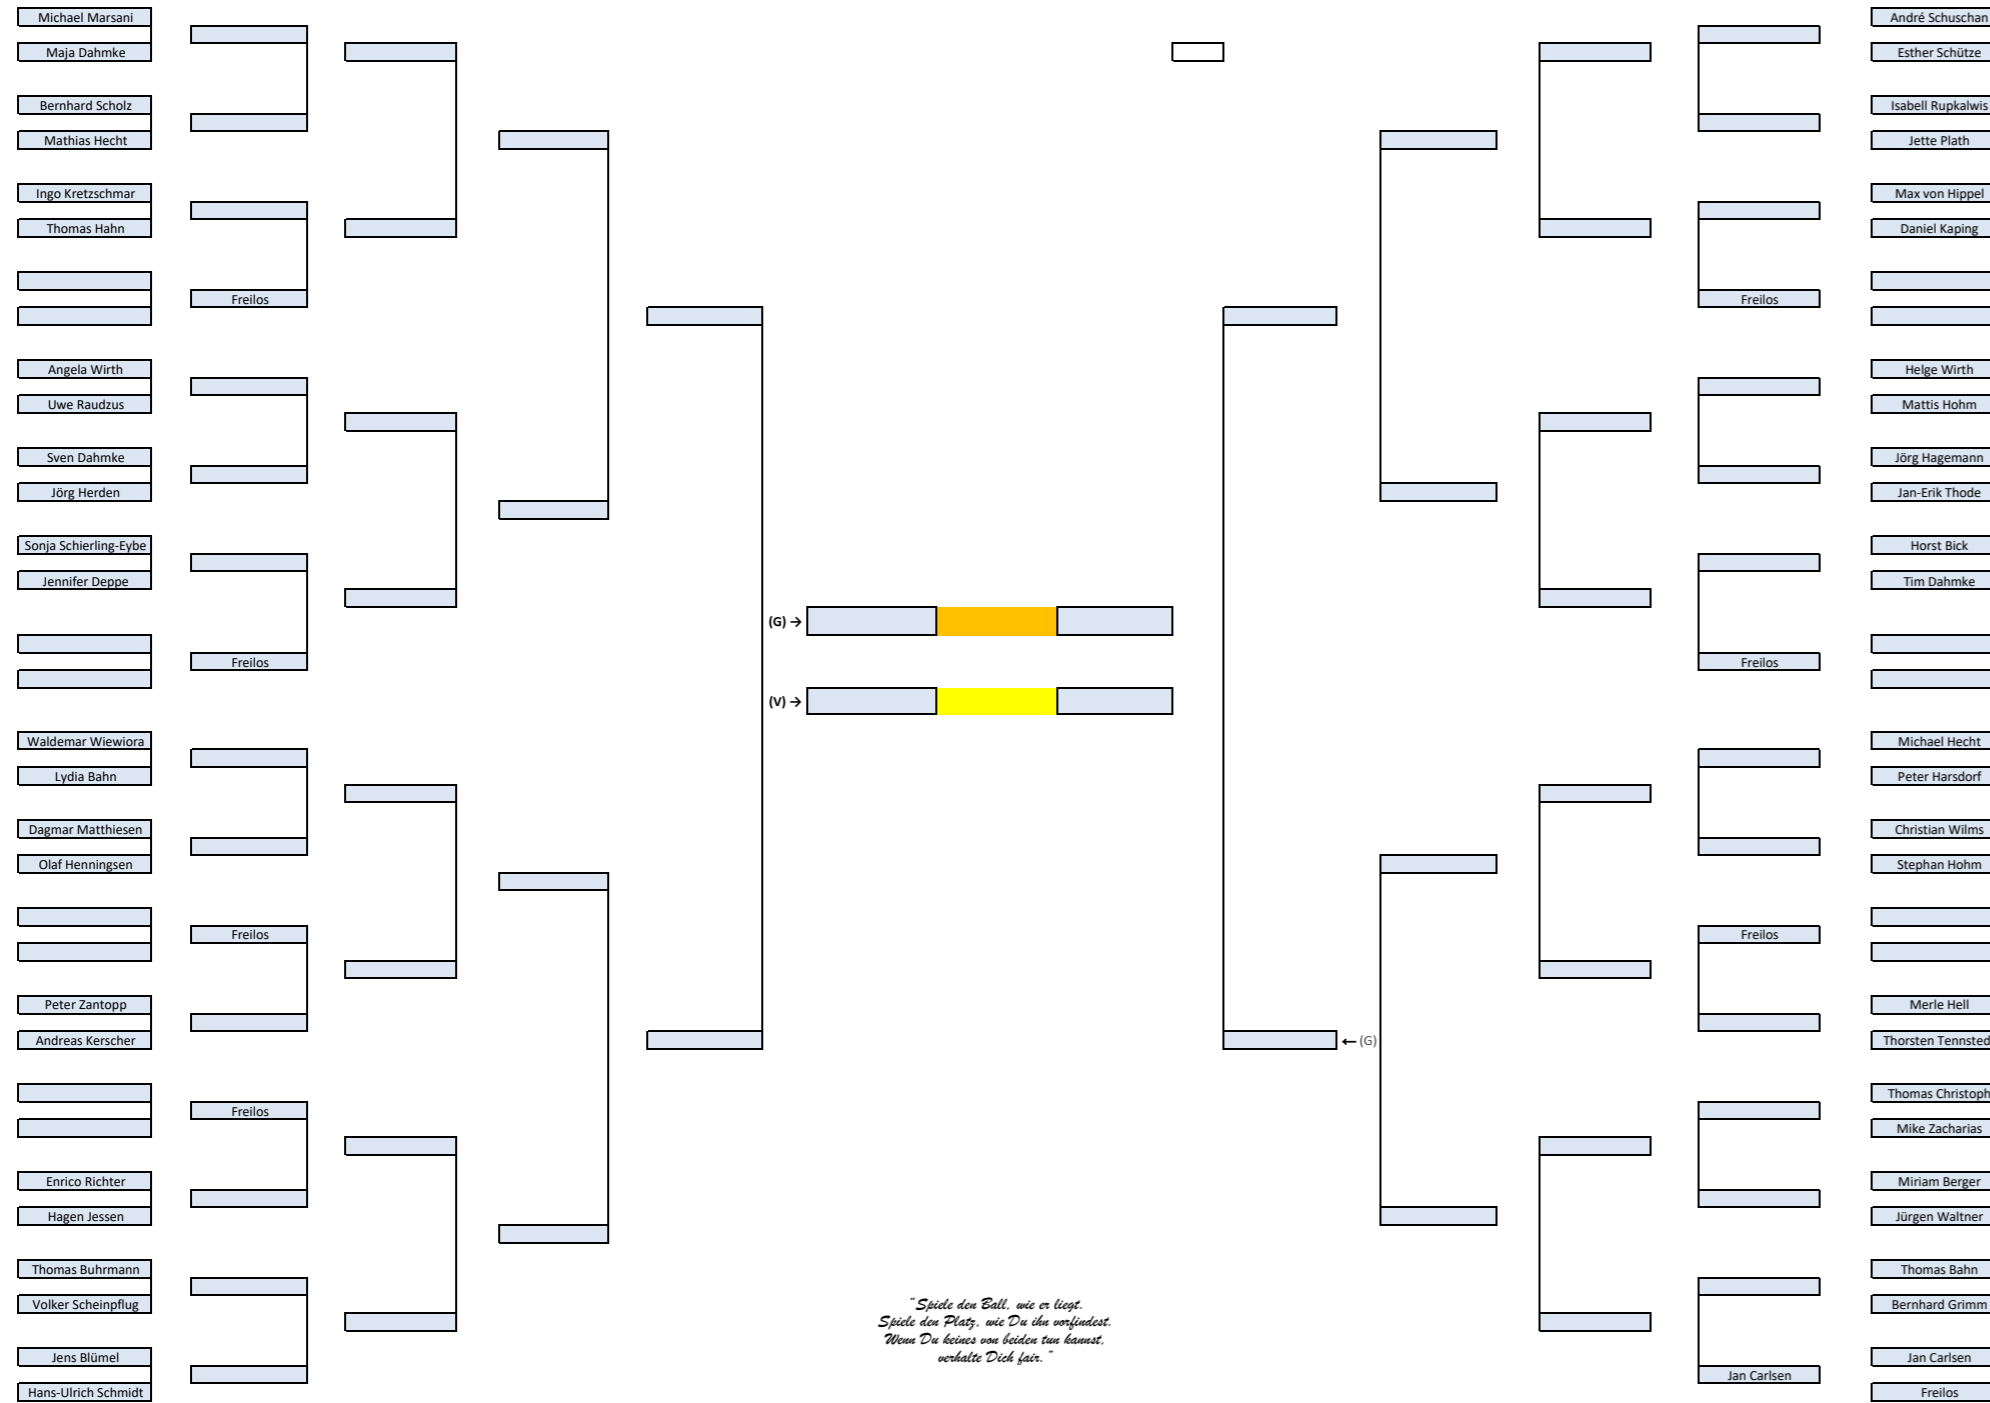 Michael Marsani
Maja Dahmke
Bernhard Scholz
Mathias Hecht
Ingo Kretzschmar
Thomas Hahn
Freilos
Angela Wirth
Uwe Raudzus
Sven Dahmke
Jörg Herden
Sonja Schierling-Eybe
Jennifer Deppe
Freilos
Waldemar Wiewiora
Lydia Bahn
Dagmar Matthiesen
Olaf Henningsen
Freilos
Peter Zantopp
Andreas Kerscher
Freilos
Enrico Richter
Hagen Jessen
Thomas Buhrmann
Volker Scheinpflug
Jens Blümel
Hans-Ulrich Schmidt
(G) →
(V) →
"Spiele den Ball, wie er liegt.
Spiele den Platz, wie Du ihn vorfindest.
Wenn Du keines von beiden tun kannst,
verhalte Dich fair."
← (G)
André Schuschan
Esther Schütze
Isabell Rupkalwis
Jette Plath
Max von Hippel
Daniel Kaping
Freilos
Helge Wirth
Mattis Hohm
Jörg Hagemann
Jan-Erik Thode
Horst Bick
Tim Dahmke
Freilos
Michael Hecht
Peter Harsdorf
Christian Wilms
Stephan Hohm
Freilos
Merle Hell
Thorsten Tennsted
Thomas Christoph
Mike Zacharias
Miriam Berger
Jürgen Waltner
Thomas Bahn
Bernhard Grimm
Jan Carlsen
Jan Carlsen
Freilos